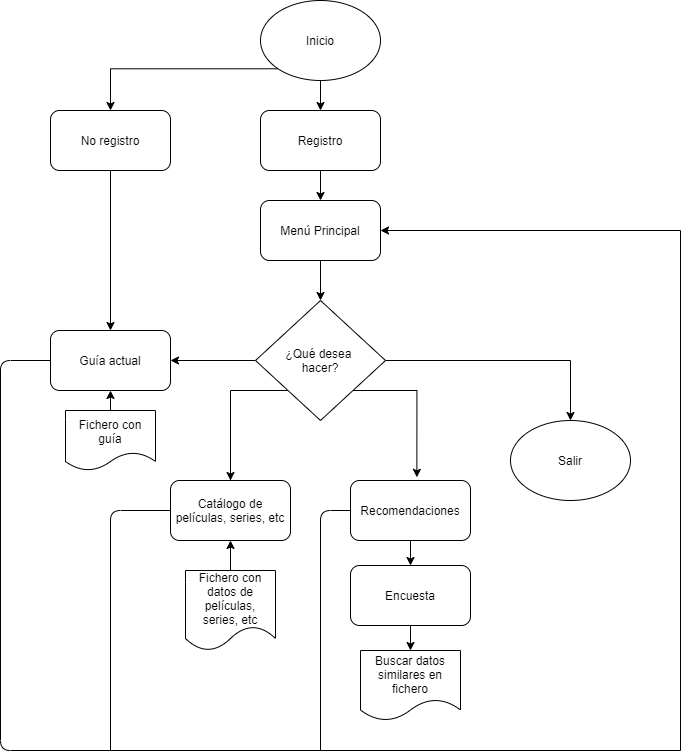 Inicio
No registro
Registro
Menú Principal
¿Qué desea
hacer?
Guía actual
Fichero con
guía
Salir
Catálogo de
películas, series, etc
Recomendaciones
Fichero con
datos de
películas,
series, etc
Encuesta
Buscar datos
similares en
fichero